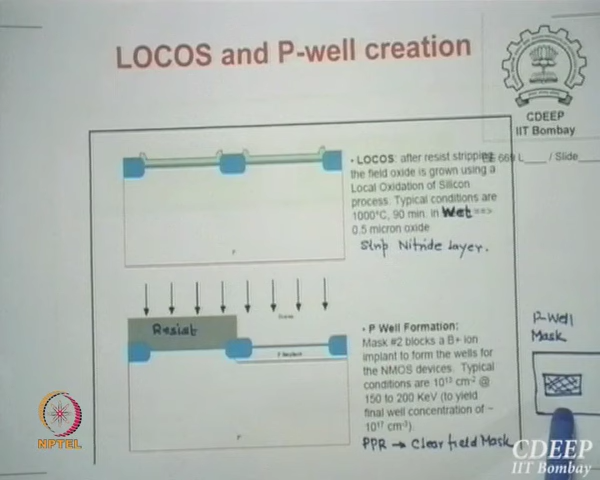 LOCOS and P-well creation
CDEEP
IIT Bombay
EE 669 L____ / Slide___
• LOCOS: after resist stripping
the field oxide is grown using a
Local Oxidation of Silicon
process. Typical conditions are
1000°C, 90 min. in Wet ==>
0.5 micron oxide
Strip Nitride layer.
P
Resist
• P Well Formation:
Mask #2 blocks a B+ ion
implant to form the wells for
the NMOS devices. Typical
conditions are 10¹³ cm⁻² @
150 to 200 KeV (to yield
final well concentration of ~
10¹⁷ cm⁻³).
PPR → Clear field Mask
P
P-Well
Mask
NPTEL
CDEEP
IIT Bombay